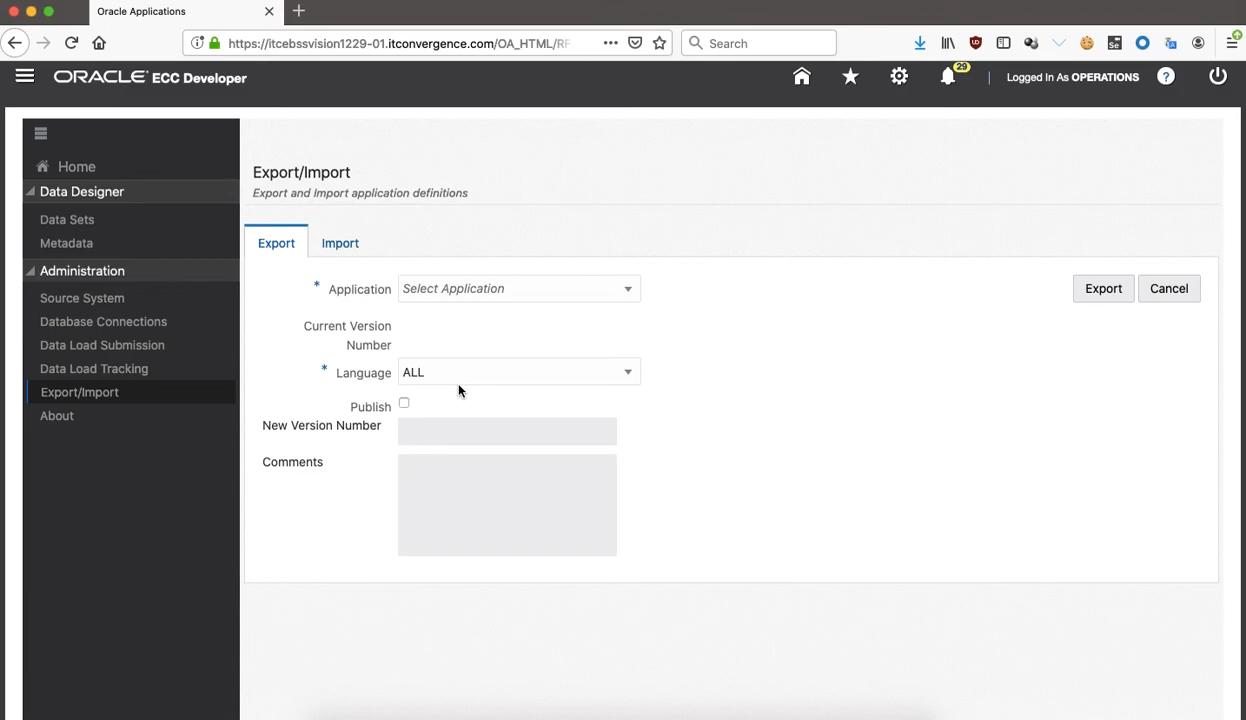 Oracle Applications
https://itcebssvision1229-01.itconvergence.com/OA_HTML/RF
Search
ORACLE ECC Developer
29
Logged In As OPERATIONS
?
Home
Data Designer
Data Sets
Metadata
Administration
Source System
Database Connections
Data Load Submission
Data Load Tracking
Export/Import
About
Export/Import
Export and Import application definitions
Export Import
* Application Select Application
Export Cancel
Current Version
Number
* Language ALL
Publish
New Version Number
Comments